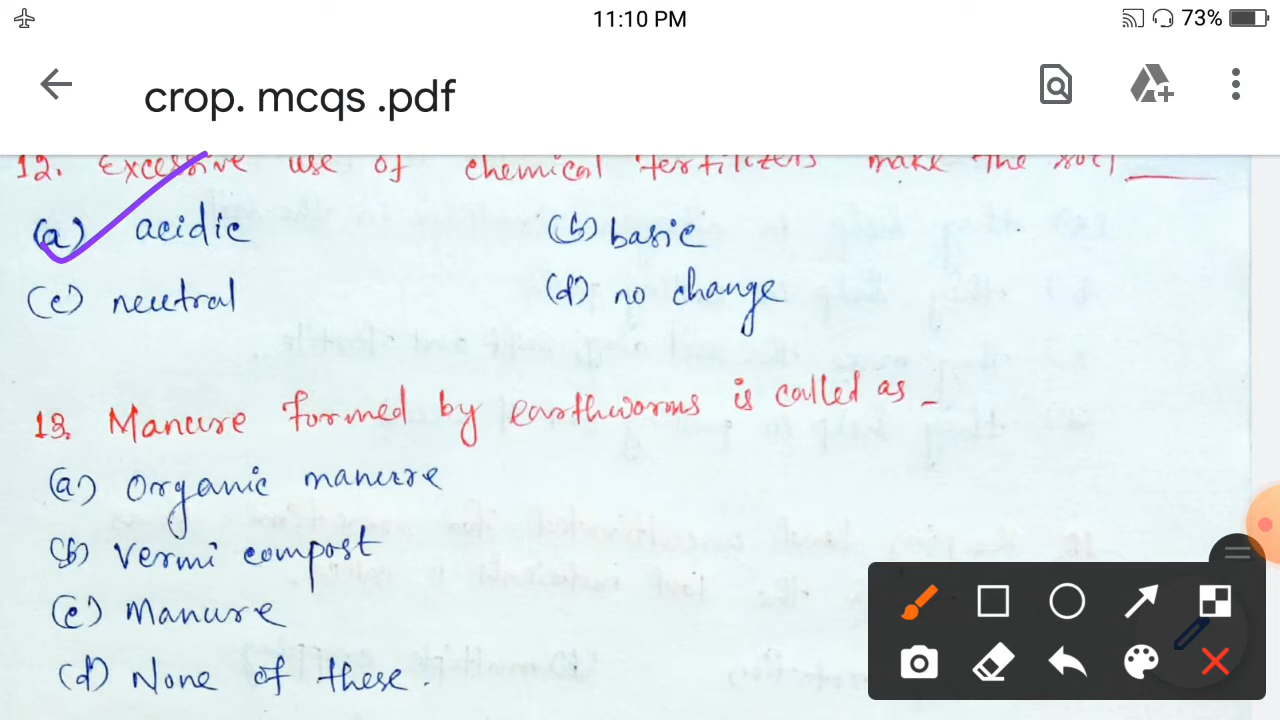 11:10 PM 73%
crop. mcqs .pdf
12. Excessive use of chemical fertilizers make the soil ____
(a) acidic (b) basic
(c) neutral (d) no change
13. Manure formed by earthworms is called as -
(a) Organic manure
(b) vermi compost
(c) Manure
(d) None of these.